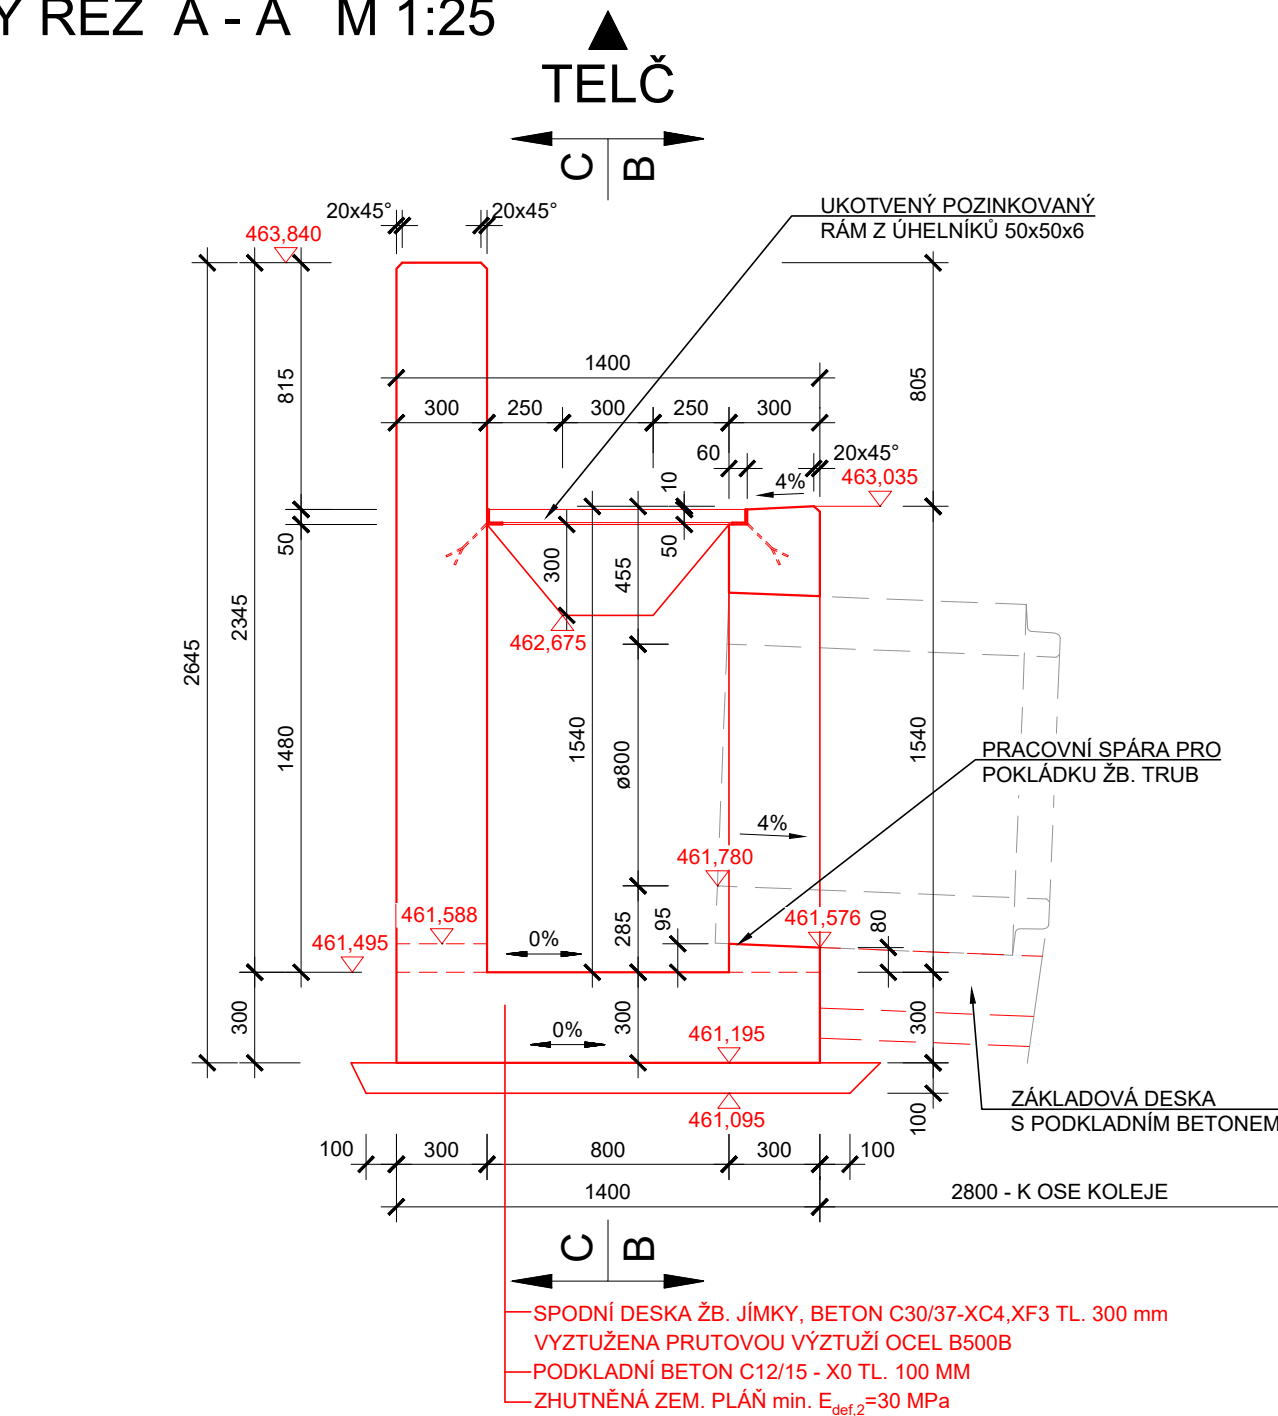 Ý ŘEZ A - A M 1:25
TELČ
C B
20x45° 20x45°
463,840
UKOTVENÝ POZINKOVANÝ
RÁM Z ÚHELNÍKŮ 50x50x6
1400
815
805
300 250 300 250 300
60
20x45°
10
4%
463,035
50
50
300
455
462,675
2345
2645
1480
1540
ø800
1540
PRACOVNÍ SPÁRA PRO
POKLÁDKU ŽB. TRUB
4%
461,780
461,588
461,576
461,495
0%
285
95
80
300
0%
300
461,195
300
461,095
100
ZÁKLADOVÁ DESKA
S PODKLADNÍM BETONEM
100 300 800 300 100
1400
2800 - K OSE KOLEJE
C B
SPODNÍ DESKA ŽB. JÍMKY, BETON C30/37-XC4,XF3 TL. 300 mm
VYZTUŽENA PRUTOVOU VÝZTUŽÍ OCEL B500B
PODKLADNÍ BETON C12/15 - X0 TL. 100 MM
ZHUTNĚNÁ ZEM. PLÁŇ min. Edef,2=30 MPa